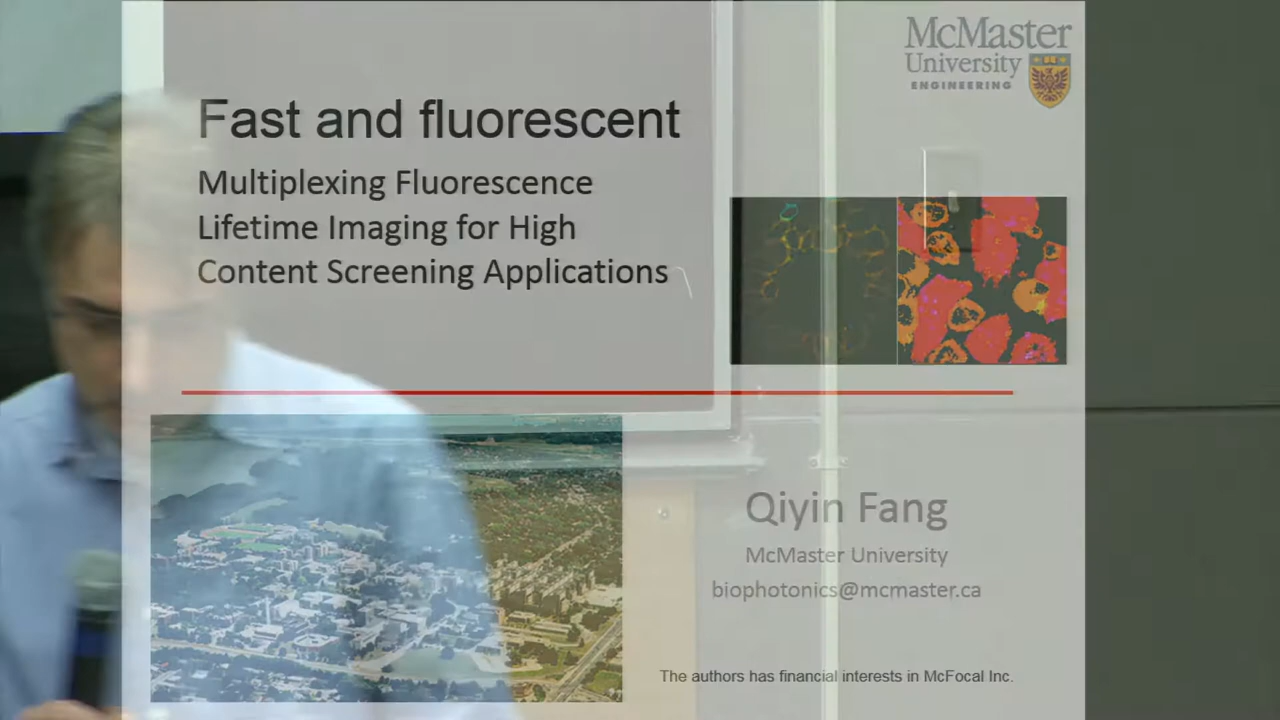 McMaster
University
ENGINEERING
Fast and fluorescent
Multiplexing Fluorescence
Lifetime Imaging for High
Content Screening Applications
Qiyin Fang
McMaster University
biophotonics@mcmaster.ca
The authors has financial interests in McFocal Inc.